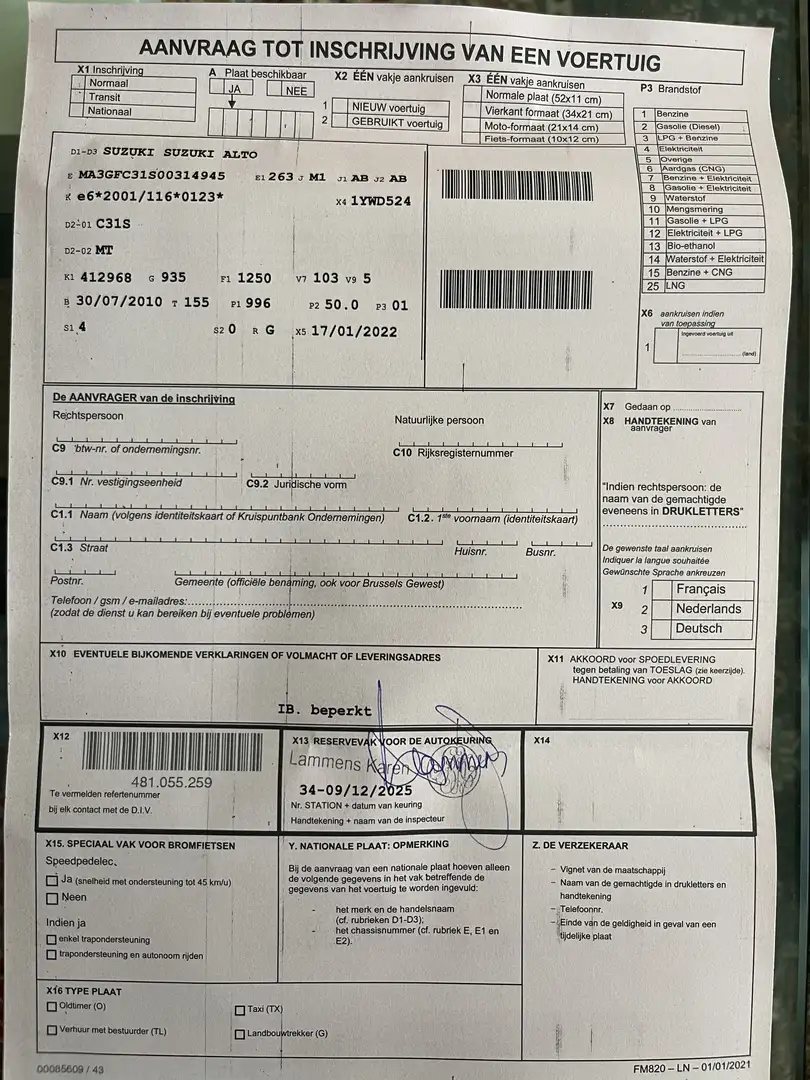 AANVRAAG TOT INSCHRIJVING VAN EEN VOERTUIG
X1 Inschrijving
Normaal
Transit
Nationaal
A Plaat beschikbaar
JA NEE
X2 ÉÉN vakje aankruisen
1 NIEUW voertuig
2 GEBRUIKT voertuig
X3 ÉÉN vakje aankruisen
Normale plaat (52x11 cm)
Vierkant formaat (34x21 cm)
Moto-formaat (21x14 cm)
Fiets-formaat (10x12 cm)
P3 Brandstof
1 Benzine
2 Gasolie (Diesel)
3 LPG + Benzine
4 Elektriciteit
5 Overige
6 Aardgas (CNG)
7 Benzine + Elektriciteit
8 Gasolie + Elektriciteit
9 Waterstof
10 Mengsmering
11 Gasolie + LPG
12 Elektriciteit + LPG
13 Bio-ethanol
14 Waterstof + Elektriciteit
15 Benzine + CNG
25 LNG
D1-D3 SUZUKI SUZUKI ALTO
E MA3GFC31S00314945 E1 263 J M1 J1 AB J2 AB
K e6*2001/116*0123* X4 1YWD524
D2-01 C31S
D2-02 MT
K1 412968 G 935 F1 1250 V7 103 V9 5
B 30/07/2010 T 155 P1 996 P2 50.0 P3 01
S1 4 S2 0 R G X5 17/01/2022
X6 aankruisen indien
van toepassing
1 Ingevoerd voertuig uit
(land)
De AANVRAGER van de inschrijving
Rechtspersoon Natuurlijke persoon
C9 btw-nr. of ondernemingsnr. C10 Rijksregisternummer
C9.1 Nr. vestigingseenheid C9.2 Juridische vorm
C1.1 Naam (volgens identiteitskaart of Kruispuntbank Ondernemingen) C1.2. 1ste voornaam (identiteitskaart)
C1.3 Straat Huisnr. Busnr.
Postnr. Gemeente (officiële benaming, ook voor Brussels Gewest)
Telefoon / gsm / e-mailadres:
(zodat de dienst u kan bereiken bij eventuele problemen)
X7 Gedaan op
X8 HANDTEKENING van
aanvrager
"Indien rechtspersoon: de
naam van de gemachtigde
eveneens in DRUKLETTERS"
De gewenste taal aankruisen
Indiquer la langue souhaitée
Gewünschte Sprache ankreuzen
X9
1 Français
2 Nederlands
3 Deutsch
X10 EVENTUELE BIJKOMENDE VERKLARINGEN OF VOLMACHT OF LEVERINGSADRES
IB. beperkt
X11 AKKOORD voor SPOEDLEVERING
tegen betaling van TOESLAG (zie keerzijde).
HANDTEKENING voor AKKOORD
X12
481.055.259
Te vermelden refertenummer
bij elk contact met de D.I.V.
X13 RESERVEVAK VOOR DE AUTOKEURING
Lammens Karen
34-09/12/2025
Nr. STATION + datum van keuring
Handtekening + naam van de inspecteur
X14
X15. SPECIAAL VAK VOOR BROMFIETSEN
Speedpedelec.
Ja (snelheid met ondersteuning tot 45 km/u)
Neen
Indien ja
enkel trapondersteuning
trapondersteuning en autonoom rijden
Y. NATIONALE PLAAT: OPMERKING
Bij de aanvraag van een nationale plaat hoeven alleen
de volgende gegevens in het vak betreffende de
gegevens van het voertuig te worden ingevuld:
- het merk en de handelsnaam
(cf. rubrieken D1-D3);
- het chassisnummer (cf. rubriek E, E1 en
E2).
Z. DE VERZEKERAAR
– Vignet van de maatschappij
– Naam van de gemachtigde in drukletters en
handtekening
– Telefoonnr.
– Einde van de geldigheid in geval van een
tijdelijke plaat
X16 TYPE PLAAT
Oldtimer (O) Taxi (TX)
Verhuur met bestuurder (TL) Landbouwtrekker (G)
00085609 / 43 FM820 – LN – 01/01/2021